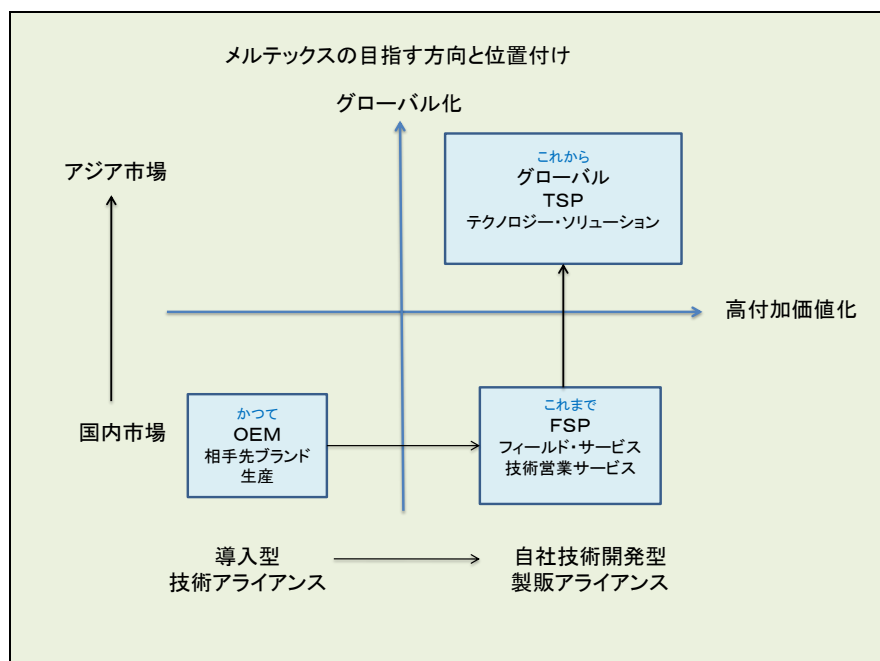 メルテックスの目指す方向と位置付け
グローバル化
これから
グローバル
TSP
テクノロジー・ソリューション
アジア市場
高付加価値化
国内市場
かつて
OEM
相手先ブランド
生産
これまで
FSP
フィールド・サービス
技術営業サービス
導入型
技術アライアンス
自社技術開発型
製販アライアンス